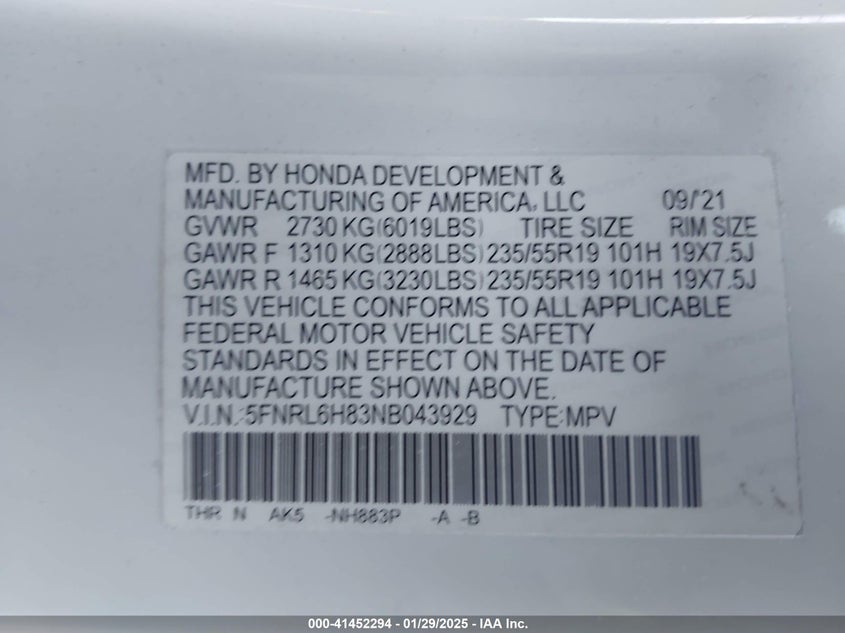 MFD. BY HONDA DEVELOPMENT &
MANUFACTURING OF AMERICA, LLC 09/'21
GVWR 2730 KG(6019LBS) TIRE SIZE RIM SIZE
GAWR F 1310 KG(2888LBS) 235/55R19 101H 19X7.5J
GAWR R 1465 KG(3230LBS) 235/55R19 101H 19X7.5J
THIS VEHICLE CONFORMS TO ALL APPLICABLE
FEDERAL MOTOR VEHICLE SAFETY
STANDARDS IN EFFECT ON THE DATE OF
MANUFACTURE SHOWN ABOVE.
V.I.N.:5FNRL6H83NB043929 TYPE:MPV
THR N AK5 -NH883P -A -B
000-41452294 - 01/29/2025 - IAA Inc.